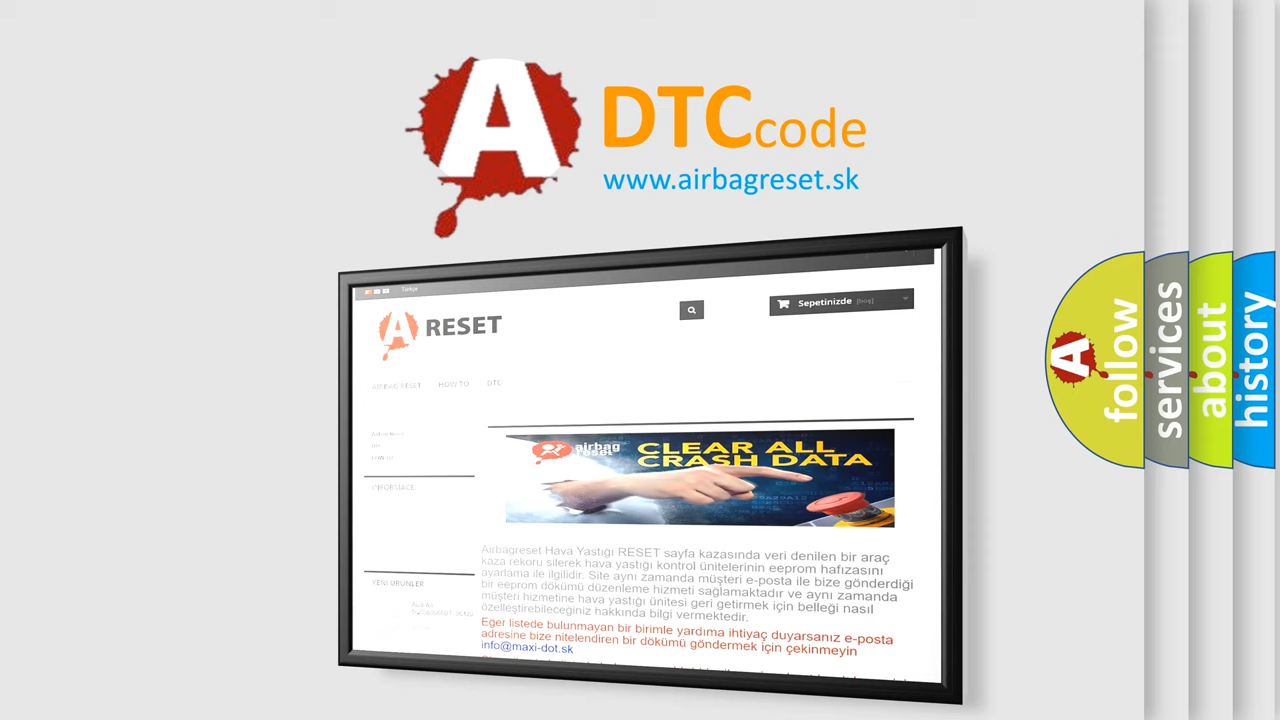 A DTCcode
www.airbagreset.sk
Türkçe
A RESET
Sepetinizde
AIRBAG RESET HOW TO DTC
airbag reset
CLEAR ALL
CRASH DATA
INFORMACE
Airbagreset Hava Yastığı RESET sayfa kazasında veri denilen bir araç
kaza rekoru silerek hava yastığı kontrol ünitelerinin eeprom hafızasını
ayarlama ile ilgilidir. Site aynı zamanda müşteri e-posta ile bize gönderdiği
bir eeprom dökümü düzenleme hizmeti sağlamaktadır ve aynı zamanda
müşteri hizmetine hava yastığı ünitesi geri getirmek için belleği nasıl
özelleştirebileceğiniz hakkında bilgi vermektedir.
Eğer listede bulunmayan bir birimle yardıma ihtiyaç duyarsanız e-posta
adresine bize nitelendiren bir dökümü göndermek için çekinmeyin
info@maxi-dot.sk
YENI ÜRÜNLER
A follow
services
about
history